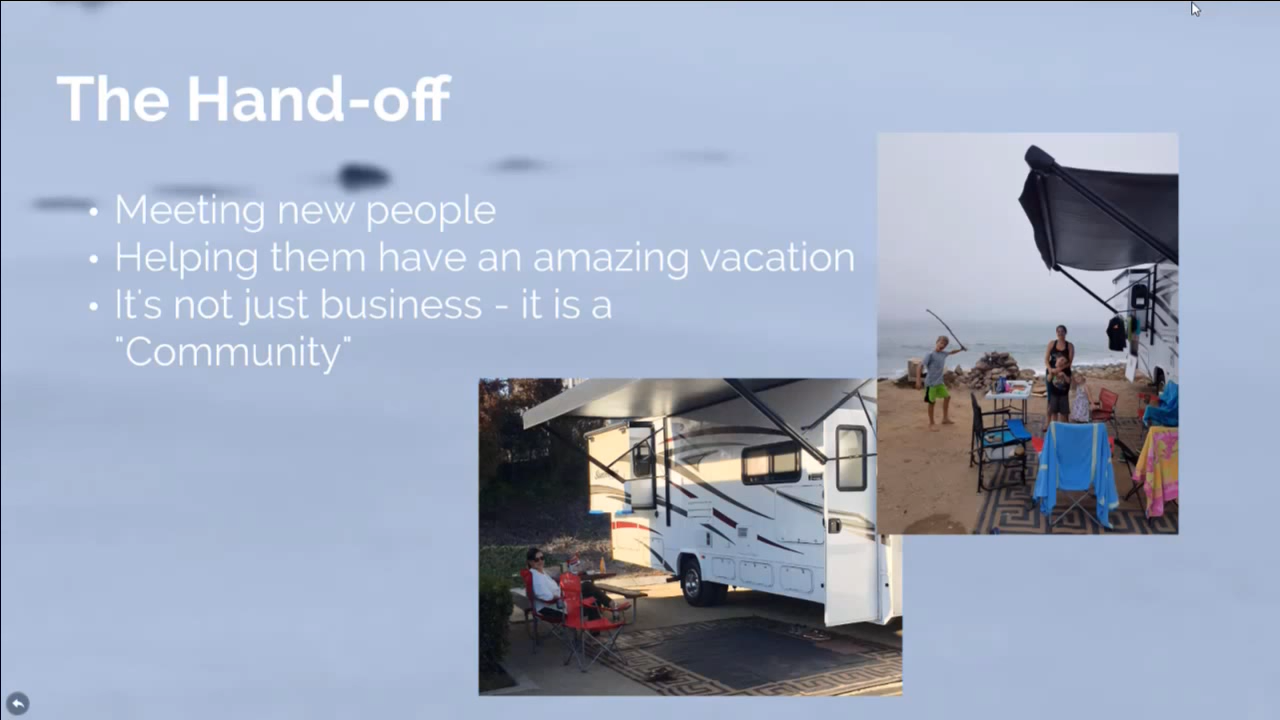 The Hand-off
• Meeting new people
• Helping them have an amazing vacation
• It's not just business - it is a
"Community"